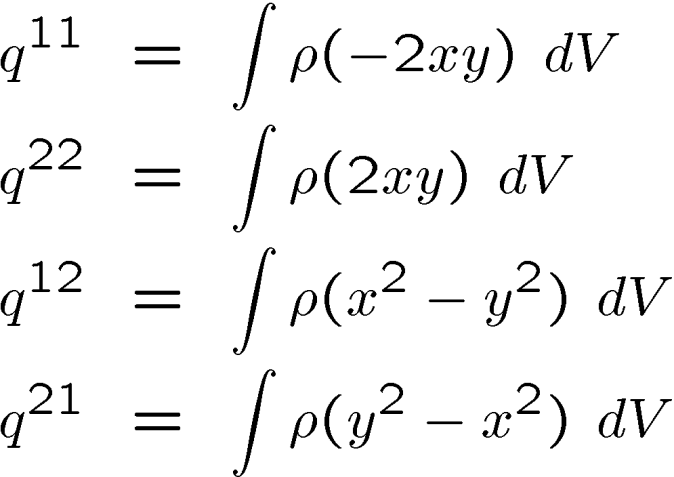 q^{11} = ∫ ρ(−2xy) dV
q^{22} = ∫ ρ(2xy) dV
q^{12} = ∫ ρ(x^2 − y^2) dV
q^{21} = ∫ ρ(y^2 − x^2) dV